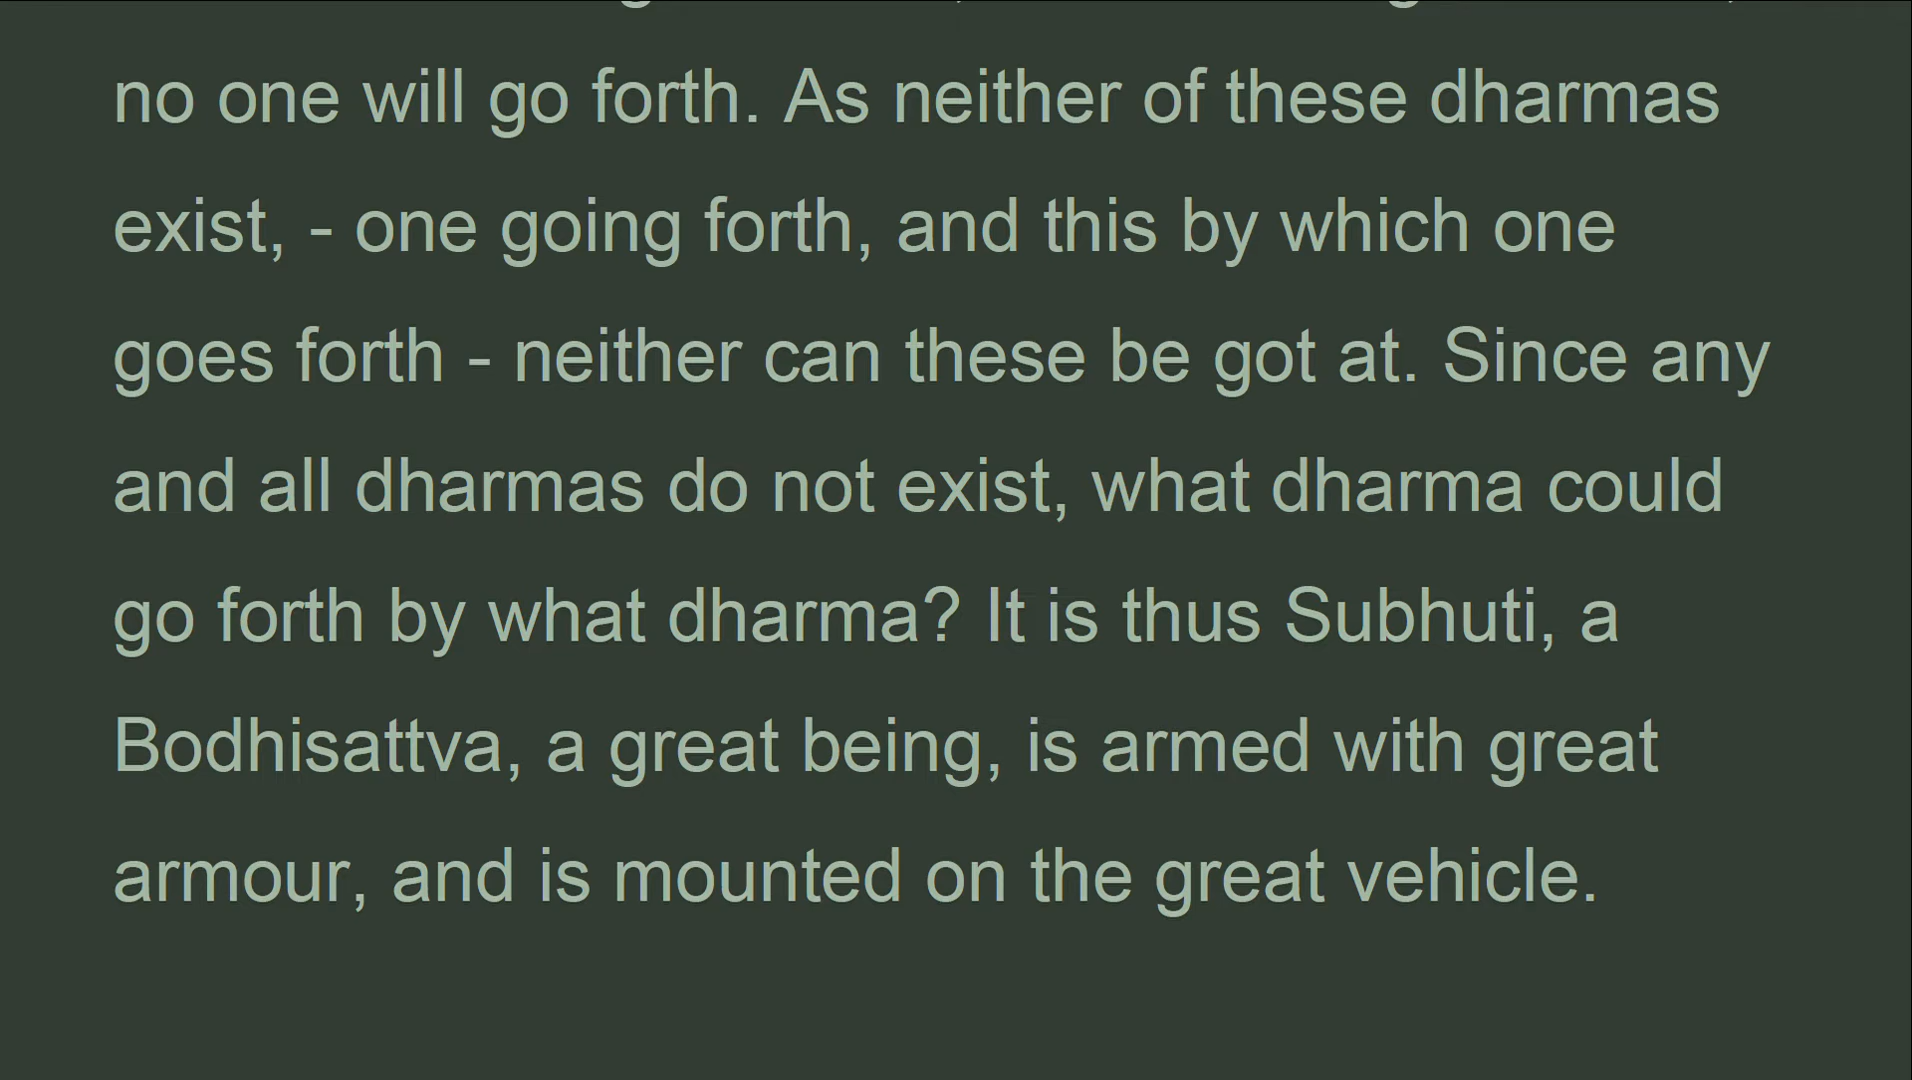 no one will go forth. As neither of these dharmas
exist, - one going forth, and this by which one
goes forth - neither can these be got at. Since any
and all dharmas do not exist, what dharma could
go forth by what dharma? It is thus Subhuti, a
Bodhisattva, a great being, is armed with great
armour, and is mounted on the great vehicle.